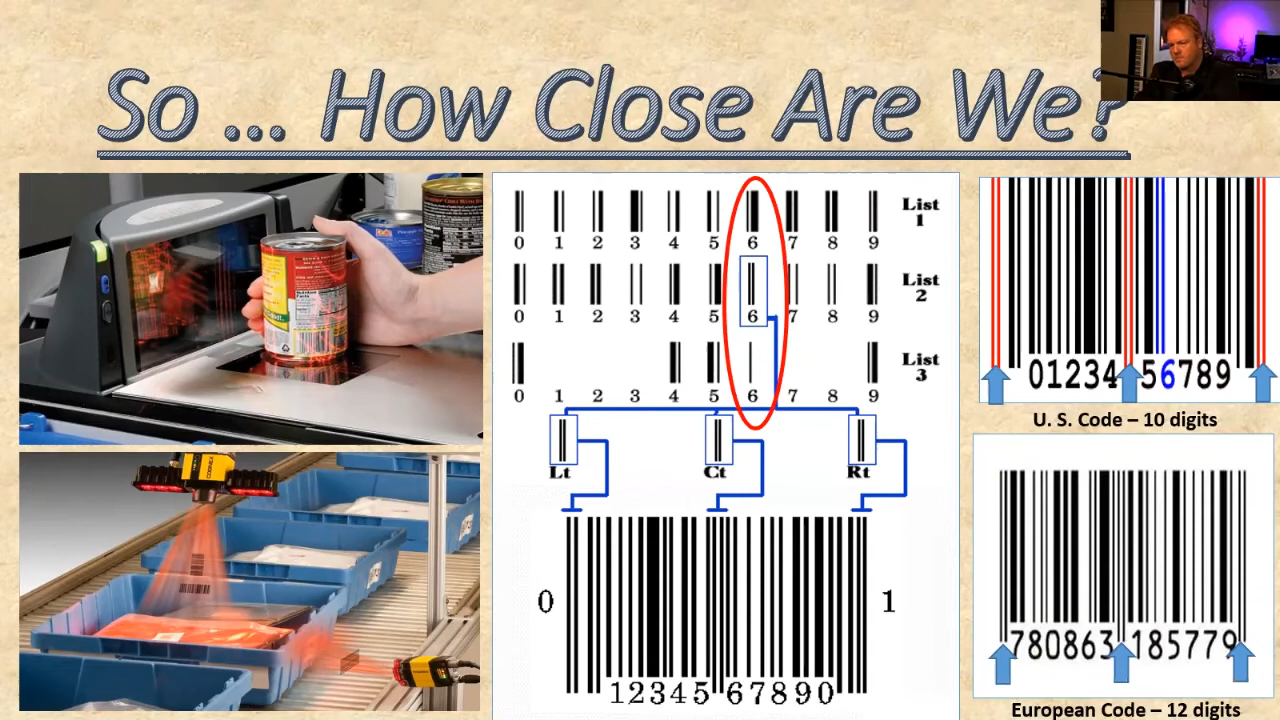 So ... How Close Are We?
0 1 2 3 4 5 6 7 8 9
List
1
0 1 2 3 4 5 6 7 8 9
List
2
0 1 2 3 4 5 6 7 8 9
List
3
Lt Ct Rt
0 1
12345 67890
01234 56789
U. S. Code – 10 digits
780863 185779
European Code – 12 digits